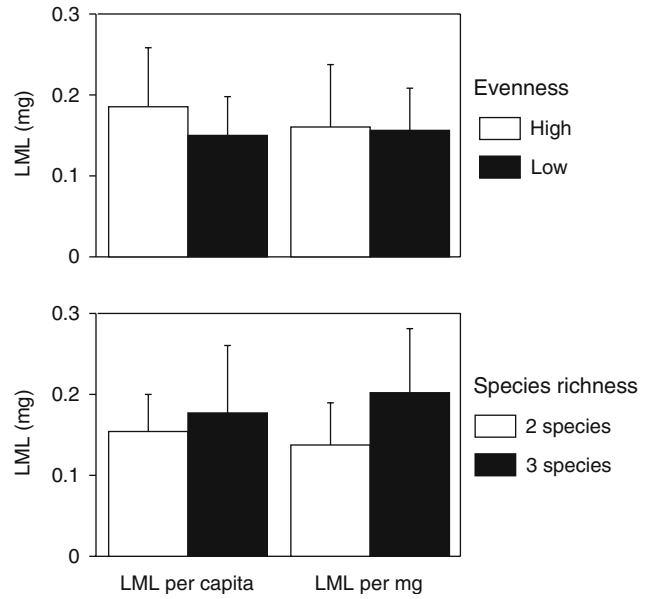 0.3
0.2
0.1
0
LML (mg)
Evenness
High
Low
0.3
0.2
0.1
0
LML (mg)
Species richness
2 species
3 species
LML per capita
LML per mg